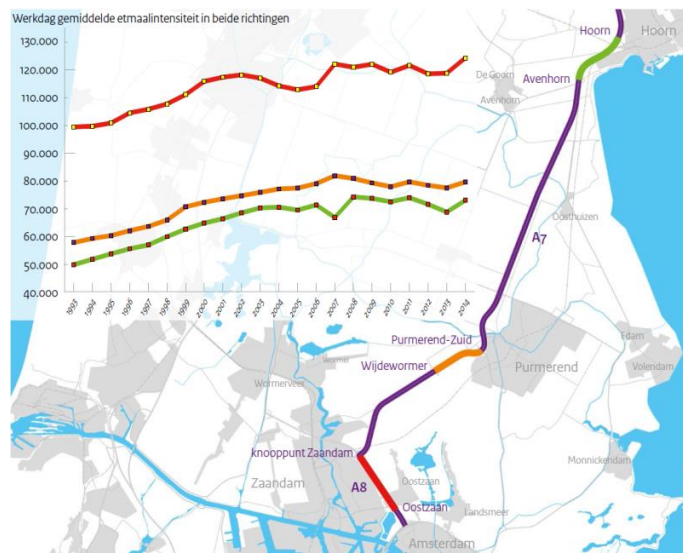 Werkdag gemiddelde etmaalintensiteit in beide richtingen
130.000
120.000
110.000
100.000
90.000
80.000
70.000
60.000
50.000
40.000
1993
1994
1995
1996
1997
1998
1999
2000
2001
2002
2003
2004
2005
2006
2007
2008
2009
2010
2011
2012
2013
2014
Hoorn
Hoorn
De Goorn
Avenhorn
Avenhorn
Oosthuizen
A7
Purmerend-Zuid
Edam
Wormer
Wijdewormer
Purmerend
Volendam
Wormerveer
knooppunt Zaandam
Monnickendam
Zaandam
A8
Oostzaan
Oostzaan
Landsmeer
Amsterdam